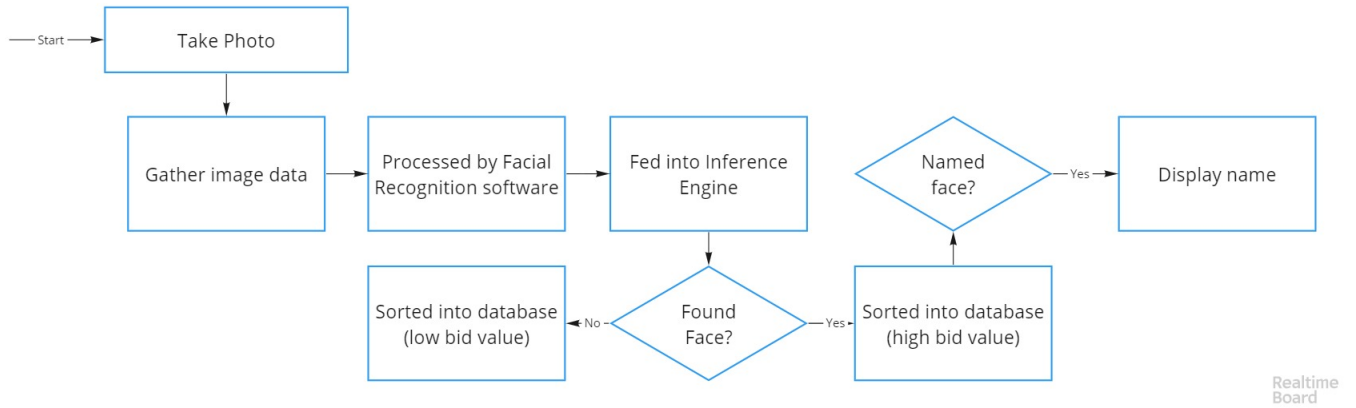 Start
Take Photo
Gather image data
Processed by Facial
Recognition software
Fed into Inference
Engine
Named
face?
Yes
Display name
Sorted into database
(low bid value)
No
Found
Face?
Yes
Sorted into database
(high bid value)
Realtime
Board